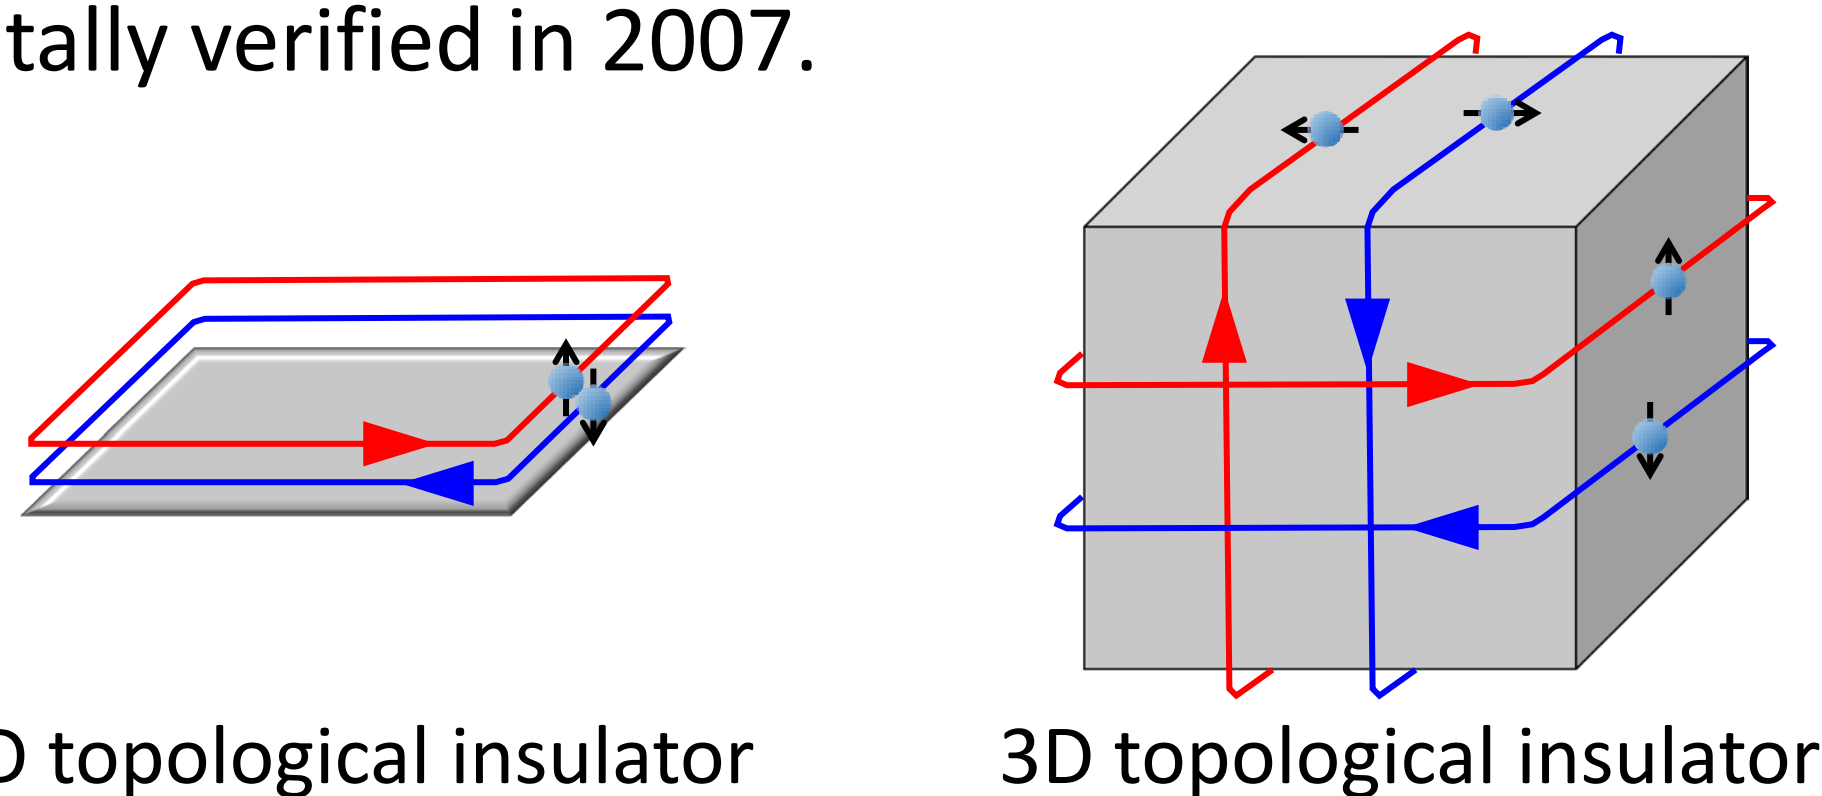 tally verified in 2007.
D topological insulator
3D topological insulator